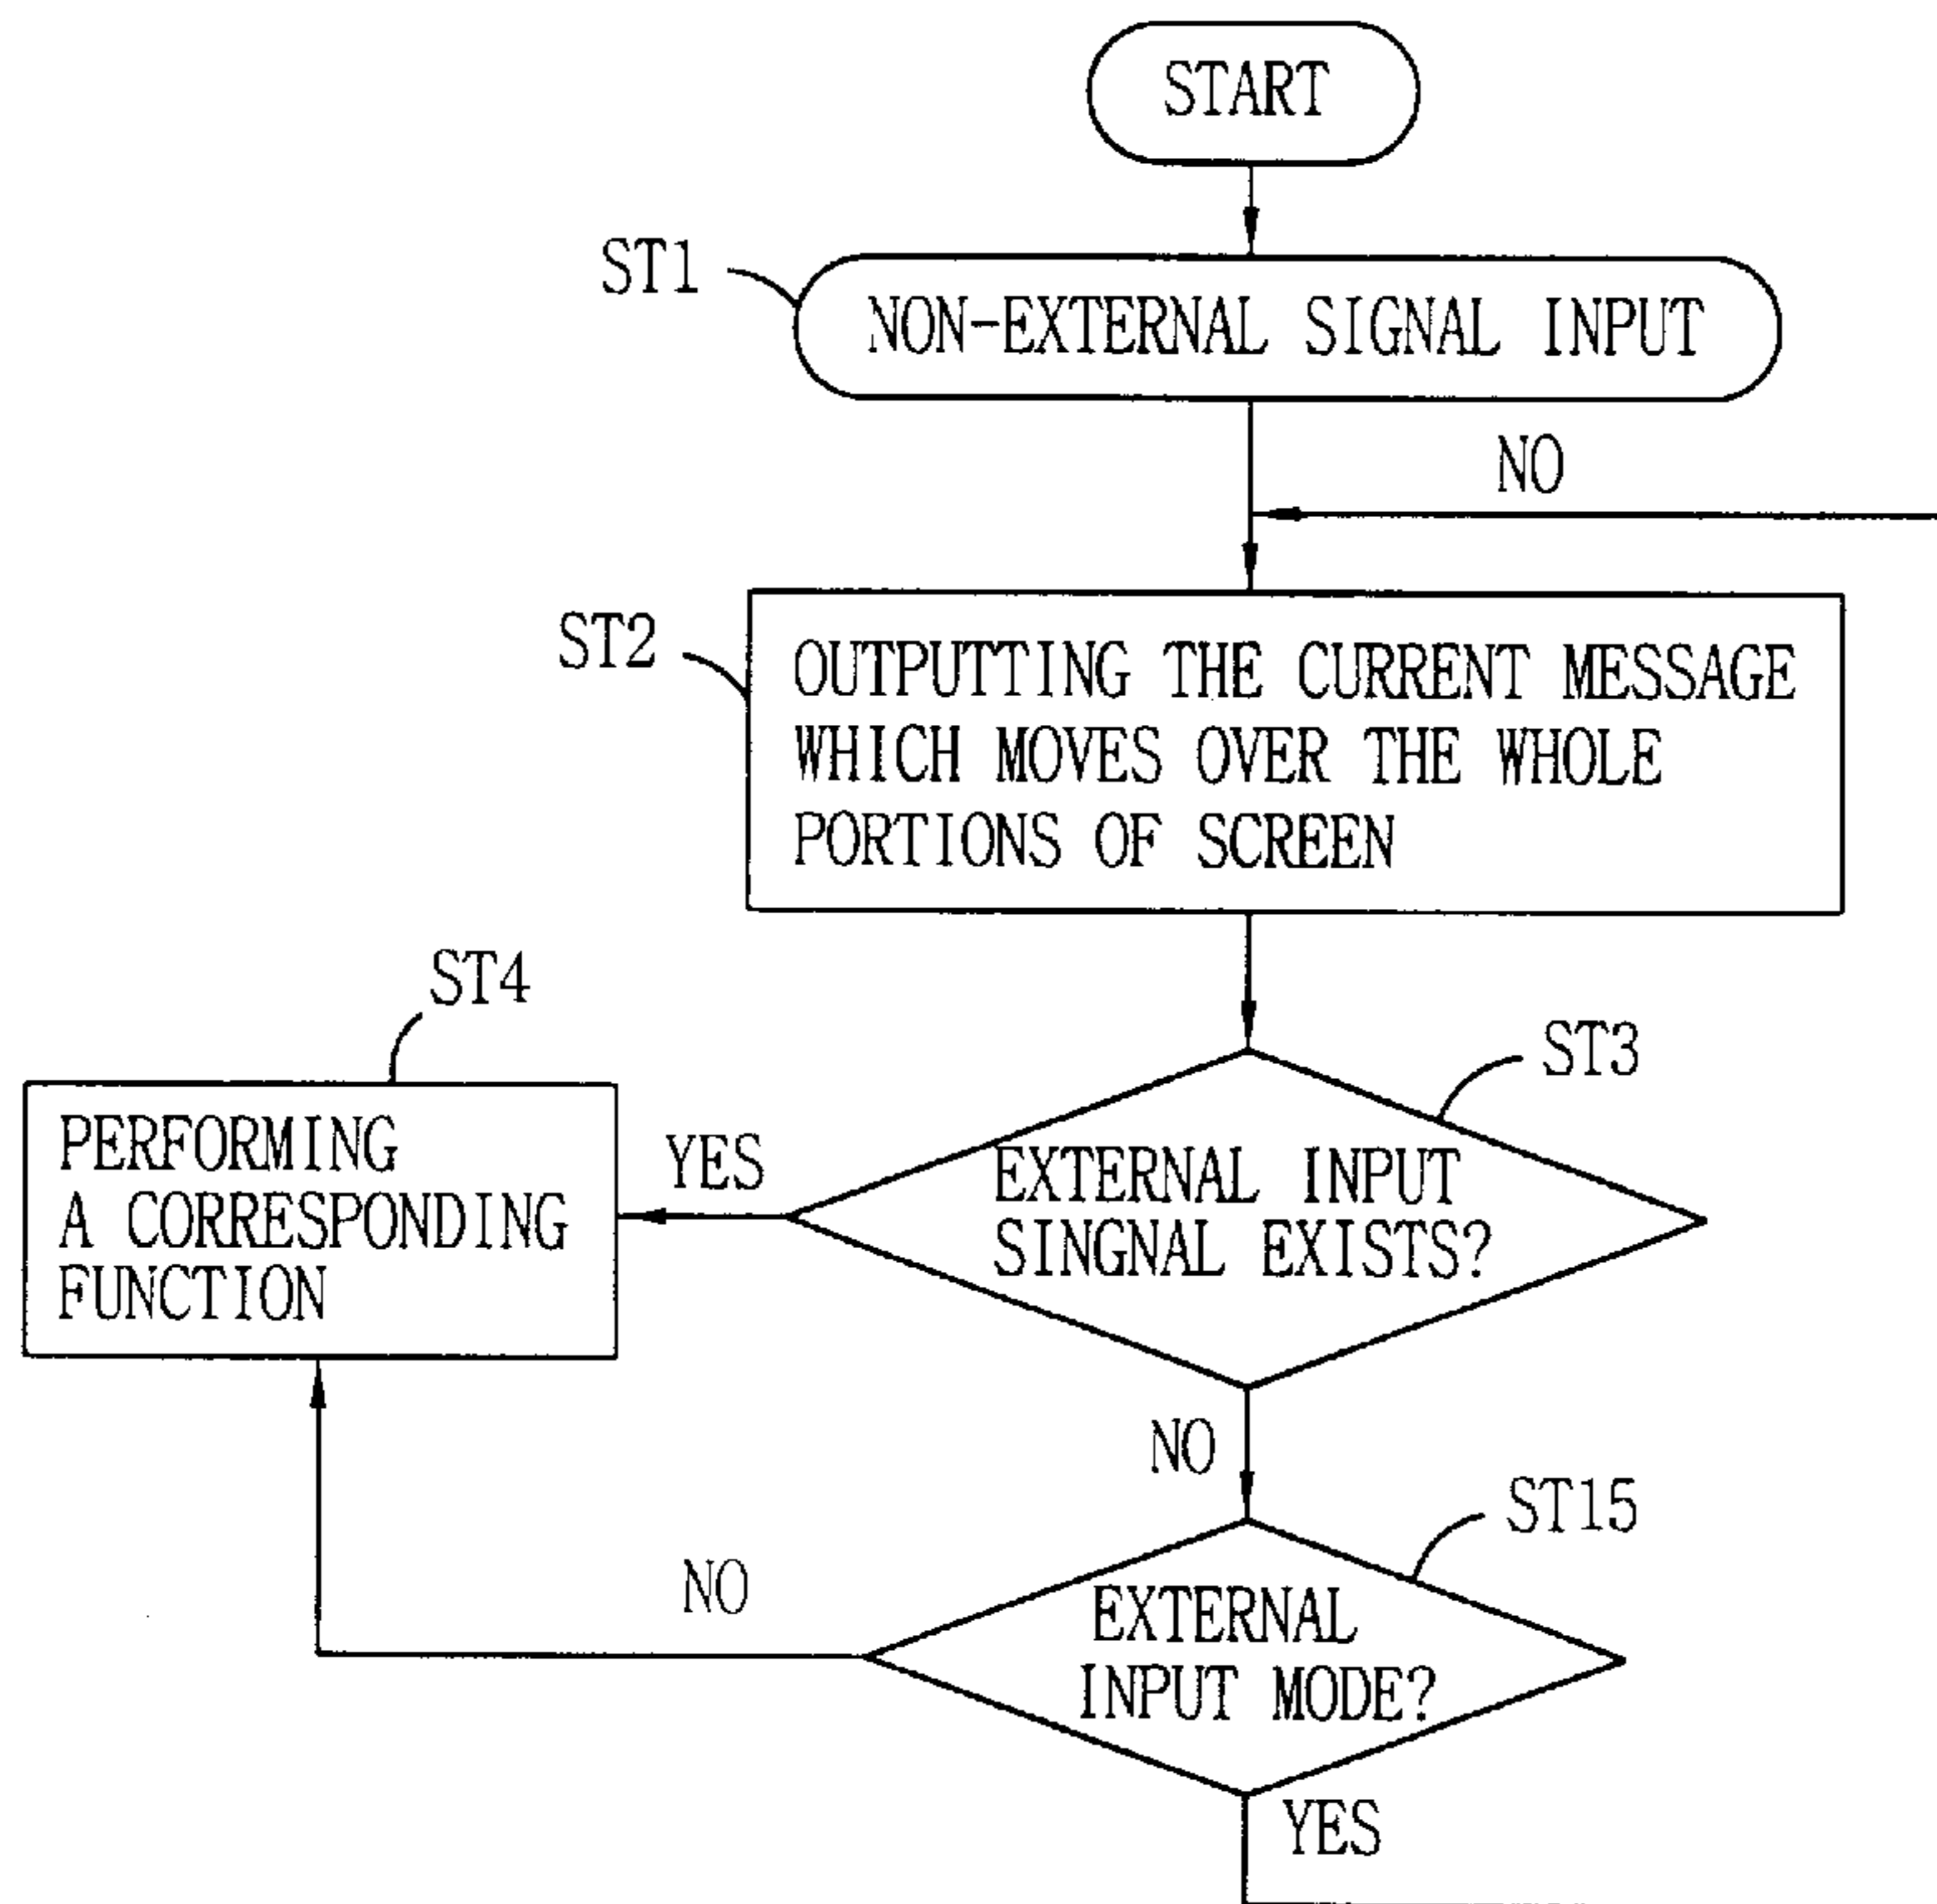 START
ST1
NON-EXTERNAL SIGNAL INPUT
NO
ST2
OUTPUTTING THE CURRENT MESSAGE
WHICH MOVES OVER THE WHOLE
PORTIONS OF SCREEN
ST4
ST3
PERFORMING
A CORRESPONDING
FUNCTION
YES
EXTERNAL INPUT
SINGNAL EXISTS?
NO
ST15
NO
EXTERNAL
INPUT MODE?
YES